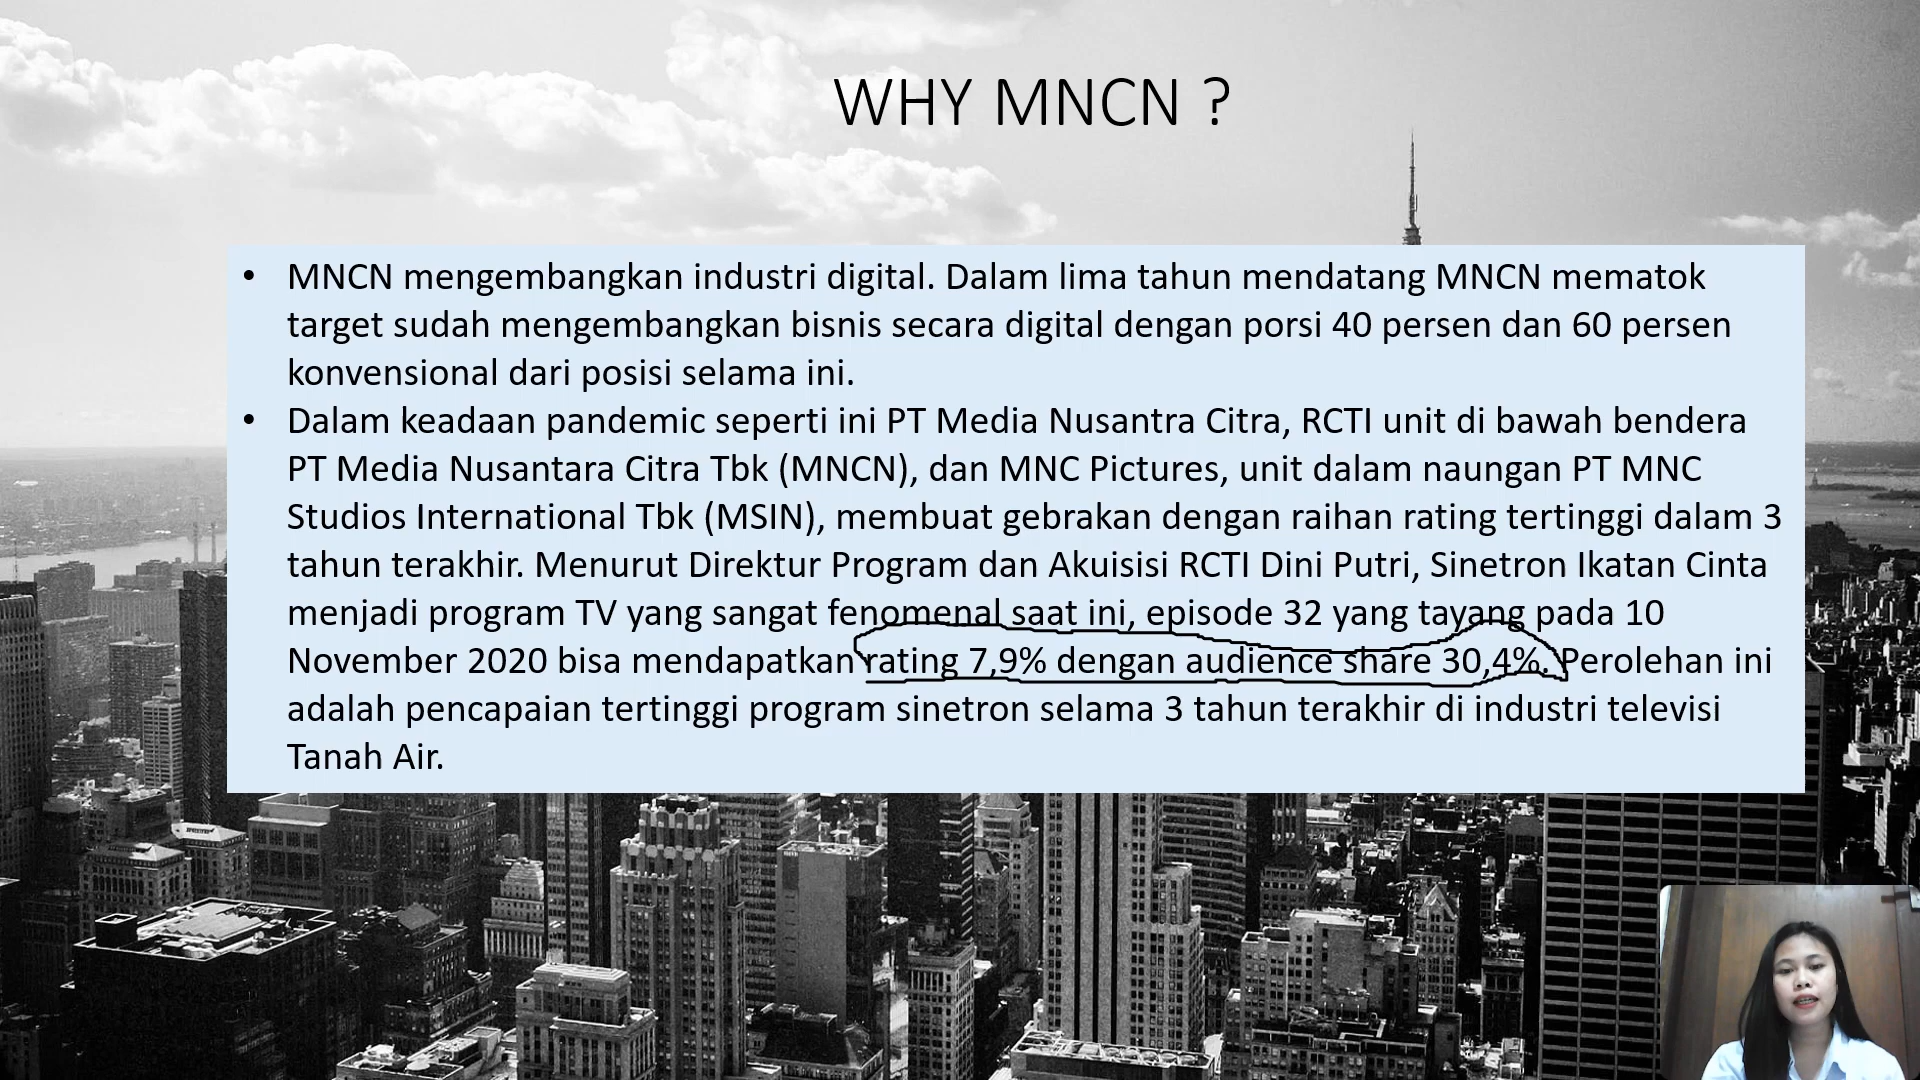 WHY MNCN ?
• MNCN mengembangkan industri digital. Dalam lima tahun mendatang MNCN mematok
target sudah mengembangkan bisnis secara digital dengan porsi 40 persen dan 60 persen
konvensional dari posisi selama ini.
• Dalam keadaan pandemic seperti ini PT Media Nusantra Citra, RCTI unit di bawah bendera
PT Media Nusantara Citra Tbk (MNCN), dan MNC Pictures, unit dalam naungan PT MNC
Studios International Tbk (MSIN), membuat gebrakan dengan raihan rating tertinggi dalam 3
tahun terakhir. Menurut Direktur Program dan Akuisisi RCTI Dini Putri, Sinetron Ikatan Cinta
menjadi program TV yang sangat fenomenal saat ini, episode 32 yang tayang pada 10
November 2020 bisa mendapatkan rating 7,9% dengan audience share 30,4%. Perolehan ini
adalah pencapaian tertinggi program sinetron selama 3 tahun terakhir di industri televisi
Tanah Air.